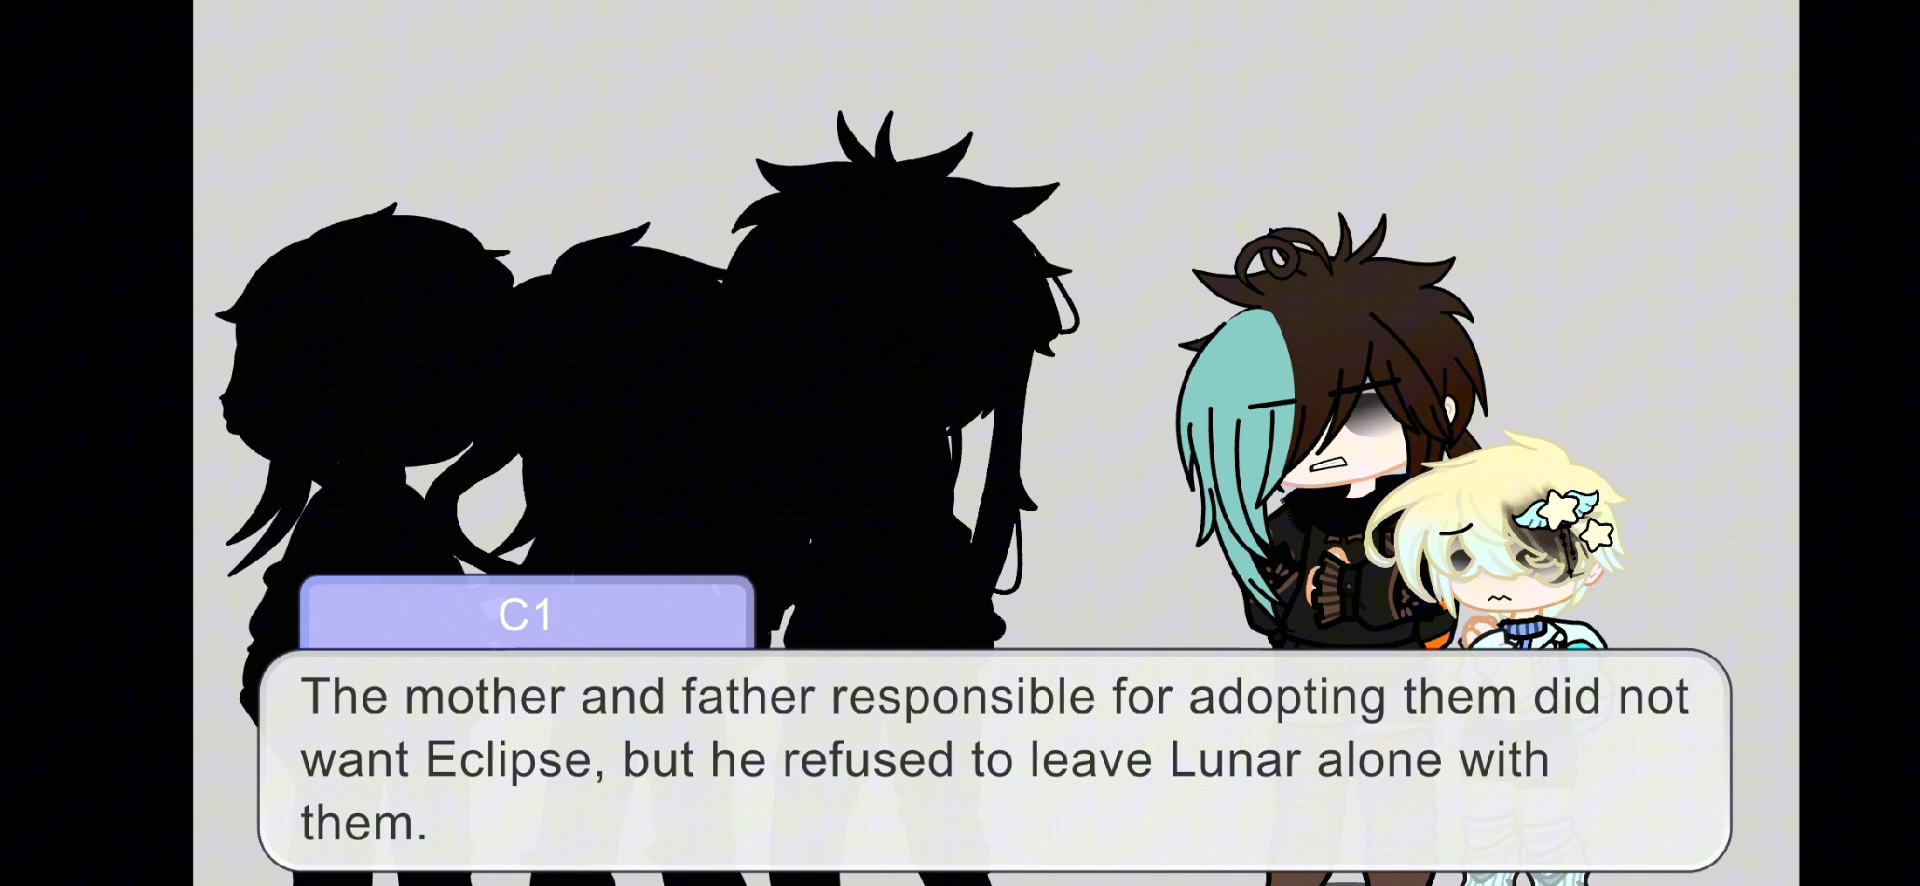 C1
The mother and father responsible for adopting them did not
want Eclipse, but he refused to leave Lunar alone with
them.